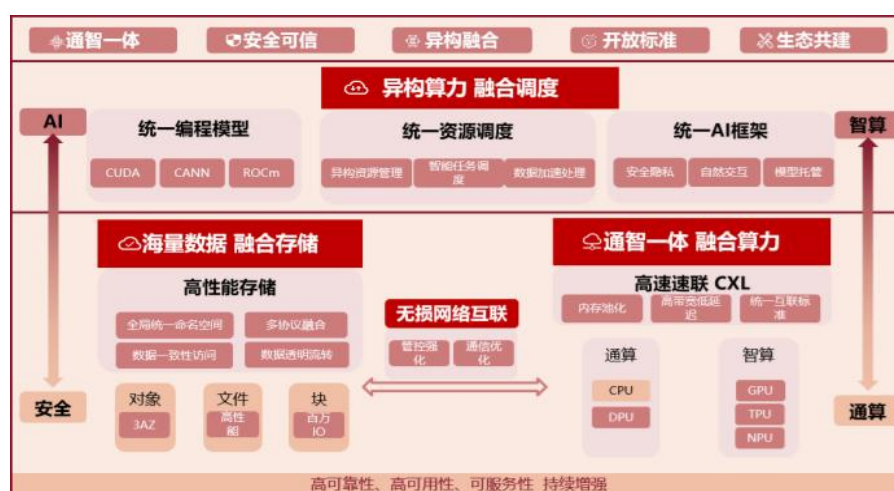 通智一体
安全可信
异构融合
开放标准
生态共建
异构算力 融合调度
AI
智算
统一编程模型
CUDA
CANN
ROCm
统一资源调度
异构资源管理
智能任务调
度
数据加速处理
统一AI框架
安全隐私
自然交互
模型托管
海量数据 融合存储
高性能存储
全局统一命名空间
多协议融合
数据一致性访问
数据透明流转
对象
3AZ
文件
高性
能
块
百万
IO
无损网络互联
管控强
化
通信优
化
通智一体 融合算力
高速速联 CXL
内存池化
高带宽低延
迟
统一互联标
准
通算
CPU
DPU
智算
GPU
TPU
NPU
安全
通算
高可靠性、高可用性、可服务性 持续增强